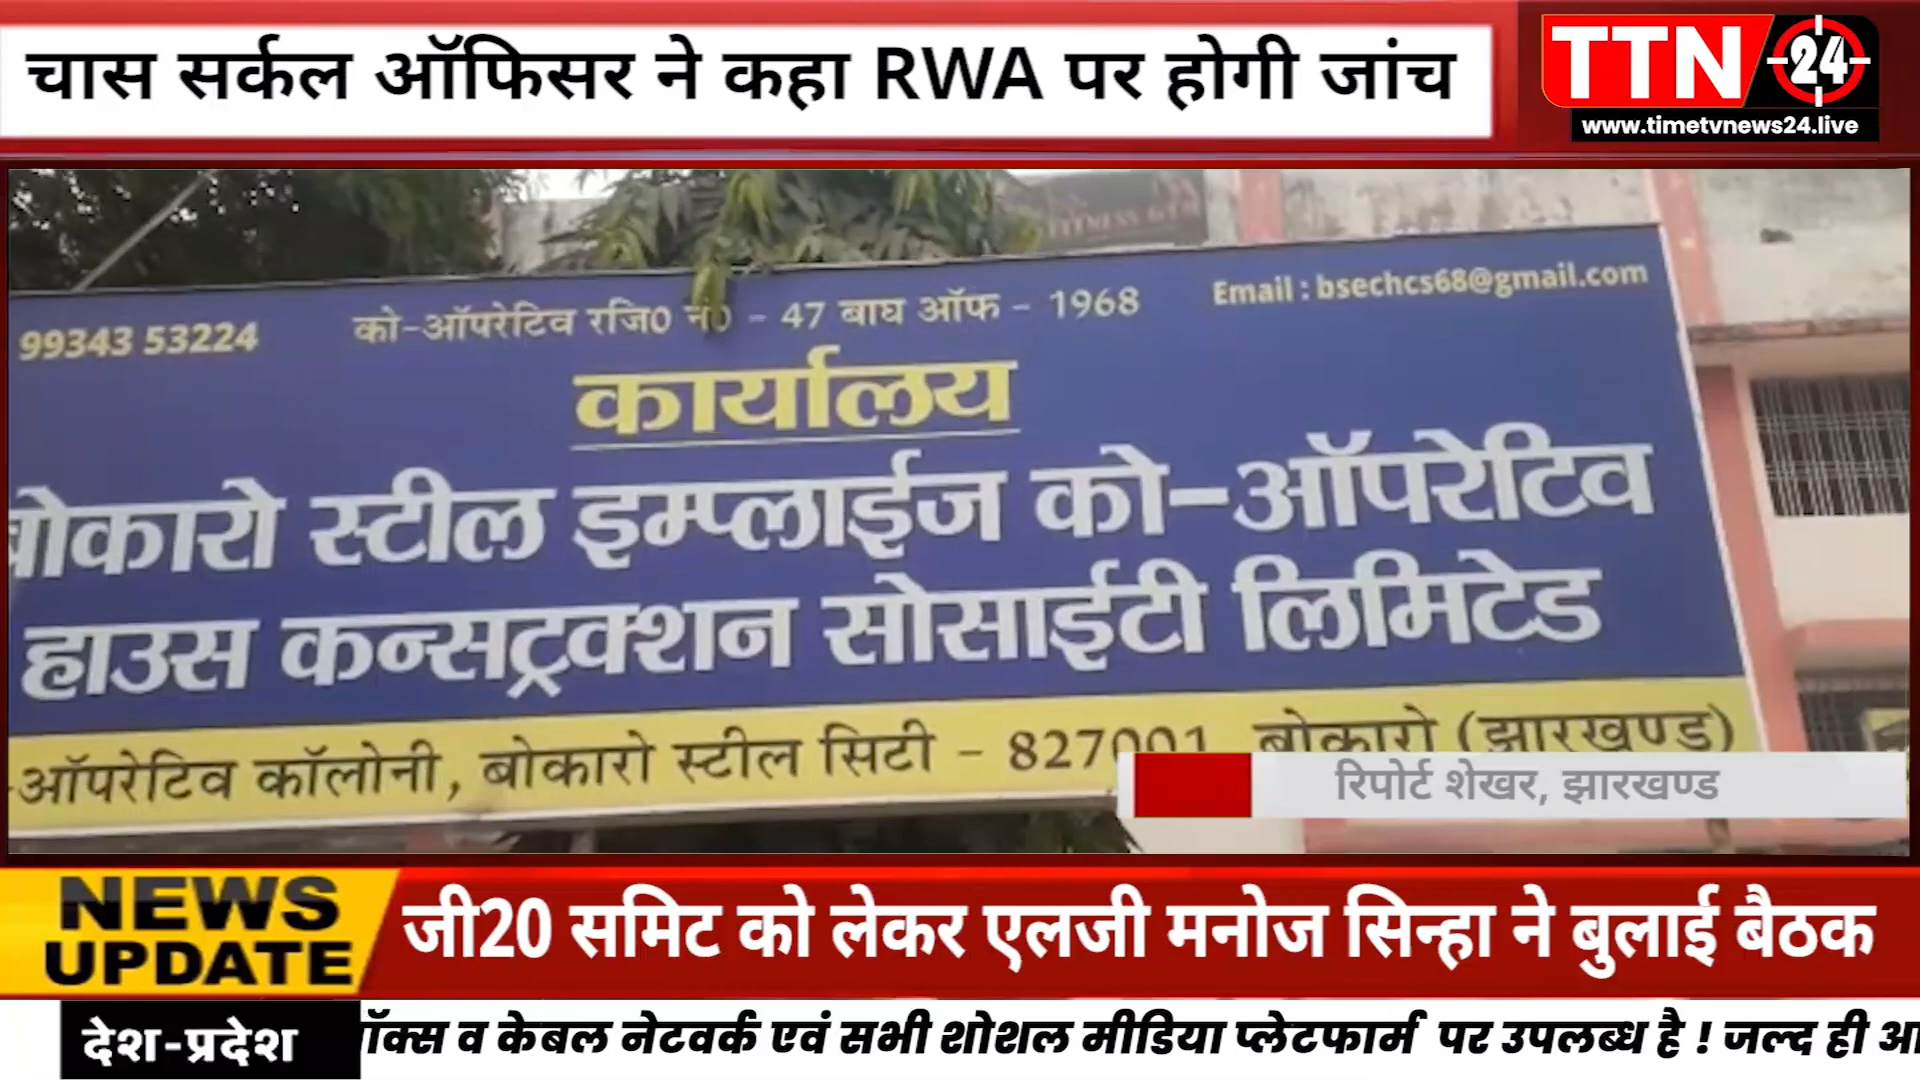 चास सर्कल ऑफिसर ने कहा RWA पर होगी जांच
TTN 24
www.timetvnews24.live
99343 53224
को-ऑपरेटिव रजि0 न0 - 47 बाघ ऑफ - 1968
Email : bsechcs68@gmail.com
कार्यालय
बोकारो स्टील इम्प्लाईज को-ऑपरेटिव
हाउस कन्सट्रक्शन सोसाईटी लिमिटेड
ऑपरेटिव कॉलोनी, बोकारो स्टील सिटी - 827001 बोकारो (झारखण्ड)
रिपोर्ट शेखर, झारखण्ड
NEWS UPDATE
जी20 समिट को लेकर एलजी मनोज सिन्हा ने बुलाई बैठक
देश-प्रदेश
ॉक्स व केबल नेटवर्क एवं सभी शोशल मीडिया प्लेटफार्म पर उपलब्ध है ! जल्द ही